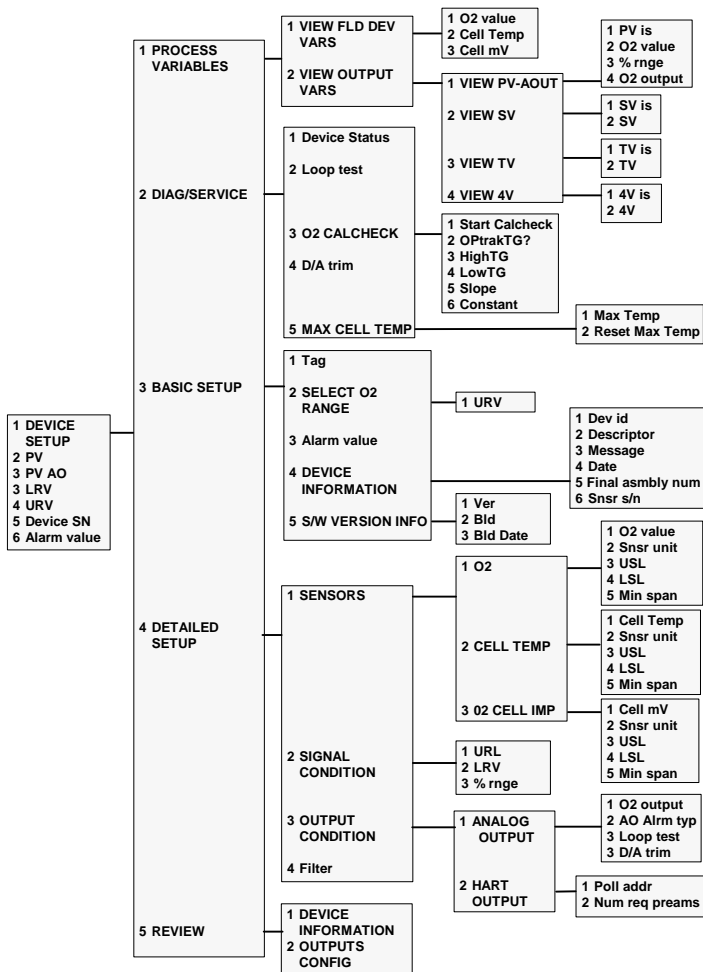 1 DEVICE
SETUP
2 PV
3 PV AO
4 LRV
4 URV
5 Device SN
6 Alarm value
1 PROCESS
VARIABLES
2 DIAG/SERVICE
3 BASIC SETUP
4 DETAILED
SETUP
5 REVIEW
1 VIEW FLD DEV
VARS
2 VIEW OUTPUT
VARS
1 O2 value
2 Cell Temp
3 Cell mV
1 VIEW PV-AOUT
2 VIEW SV
3 VIEW TV
4 VIEW 4V
1 PV is
2 O2 value
3 % rnge
4 O2 output
1 SV is
2 SV
1 TV is
2 TV
1 4V is
2 4V
1 Device Status
2 Loop test
3 O2 CALCHECK
4 D/A trim
5 MAX CELL TEMP
1 Start Calcheck
2 OPtrakTG?
3 HighTG
4 LowTG
5 Slope
6 Constant
1 Max Temp
2 Reset Max Temp
1 Tag
2 SELECT O2
RANGE
3 Alarm value
4 DEVICE
INFORMATION
5 S/W VERSION INFO
1 URV
1 Dev id
2 Descriptor
3 Message
4 Date
5 Final asmbly num
6 Snsr s/n
1 Ver
2 Bld
3 Bld Date
1 SENSORS
2 SIGNAL
CONDITION
3 OUTPUT
CONDITION
4 Filter
1 O2
2 CELL TEMP
3 02 CELL IMP
1 O2 value
2 Snsr unit
3 USL
4 LSL
5 Min span
1 Cell Temp
2 Snsr unit
3 USL
4 LSL
5 Min span
1 Cell mV
2 Snsr unit
3 USL
4 LSL
5 Min span
1 URL
2 LRV
3 % rnge
1 ANALOG
OUTPUT
2 HART
OUTPUT
1 O2 output
2 AO Alrm typ
3 Loop test
3 D/A trim
1 Poll addr
2 Num req preams
1 DEVICE
INFORMATION
2 OUTPUTS
CONFIG